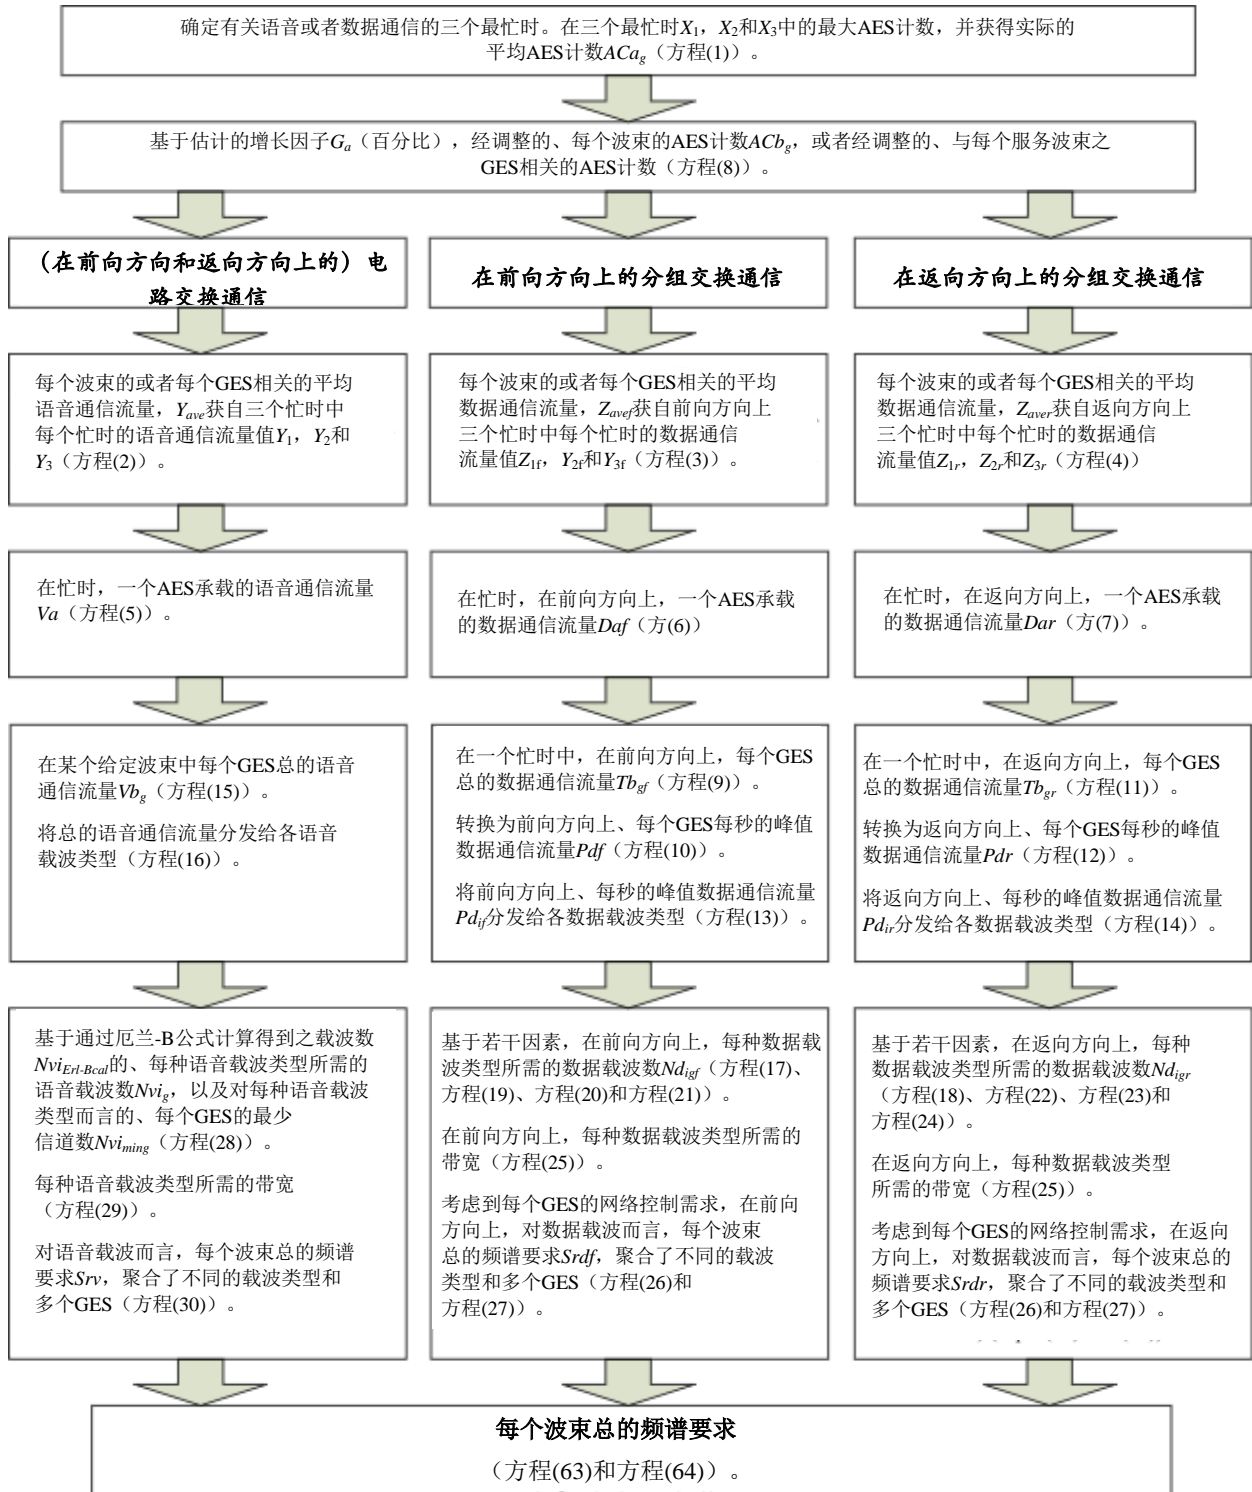 确定有关语音或者数据通信的三个最忙时。在三个最忙时X1，X2和X3中的最大AES计数，并获得实际的
平均AES计数ACag（方程(1)）。
基于估计的增长因子Ga（百分比），经调整的、每个波束的AES计数ACbg，或者经调整的、与每个服务波束之
GES相关的AES计数（方程(8)）。
（在前向方向和返向方向上的）电
路交换通信
在前向方向上的分组交换通信
在返向方向上的分组交换通信
每个波束的或者每个GES相关的平均
语音通信流量，Yave获自三个忙时中
每个忙时的语音通信流量值Y1，Y2和
Y3（方程(2)）。
每个波束的或者每个GES相关的平均
数据通信流量，Zavef获自前向方向上
三个忙时中每个忙时的数据通信
流量值Z1f，Y2f和Y3f（方程(3)）。
每个波束的或者每个GES相关的平均
数据通信流量，Zaver获自返向方向上
三个忙时中每个忙时的数据通信
流量值Z1r，Z2r和Z3r（方程(4)）
在忙时，一个AES承载的语音通信流量
Va（方程(5)）。
在忙时，在前向方向上，一个AES承载
的数据通信流量Daf（方(6)）
在忙时，在返向方向上，一个AES承载
的数据通信流量Dar（方(7)）。
在某个给定波束中每个GES总的语音
通信流量Vbg（方程(15)）。
将总的语音通信流量分发给各语音
载波类型（方程(16)）。
在一个忙时中，在前向方向上，每个GES
总的数据通信流量Tbgf（方程(9)）。
转换为前向方向上、每个GES每秒的峰值
数据通信流量Pdf（方程(10)）。
将前向方向上、每秒的峰值数据通信流量
Pdif分发给各数据载波类型（方程(13)）。
在一个忙时中，在返向方向上，每个GES
总的数据通信流量Tbgr（方程(11)）。
转换为返向方向上、每个GES每秒的峰值
数据通信流量Pdr（方程(12)）。
将返向方向上、每秒的峰值数据通信流量
Pdir分发给各数据载波类型（方程(14)）。
基于通过厄兰-B公式计算得到之载波数
NviErl-Bcal的、每种语音载波类型所需的
语音载波数Nvig，以及对每种语音载波
类型而言的、每个GES的最少
信道数Nviming（方程(28)）。
每种语音载波类型所需的带宽
（方程(29)）。
对语音载波而言，每个波束总的频谱
要求Srv，聚合了不同的载波类型和
多个GES（方程(30)）。
基于若干因素，在前向方向上，每种数据载
波类型所需的数据载波数Ndigf（方程(17)、
方程(19)、方程(20)和方程(21)）。
在前向方向上，每种数据载波类型所需的
带宽（方程(25)）。
考虑到每个GES的网络控制需求，在前向
方向上，对数据载波而言，每个波束
总的频谱要求Srdf，聚合了不同的载波
类型和多个GES（方程(26)和
方程(27)）。
基于若干因素，在返向方向上，每种
数据载波类型所需的数据载波数Ndigr
（方程(18)、方程(22)、方程(23)和
方程(24)）。
在返向方向上，每种数据载波类型
所需的带宽（方程(25)）。
考虑到每个GES的网络控制需求，在返向
方向上，对数据载波而言，每个波束总的
频谱要求Srdr，聚合了不同的载波类型和
多个GES（方程(26)和方程(27)）。
每个波束总的频谱要求
（方程(63)和方程(64)）。